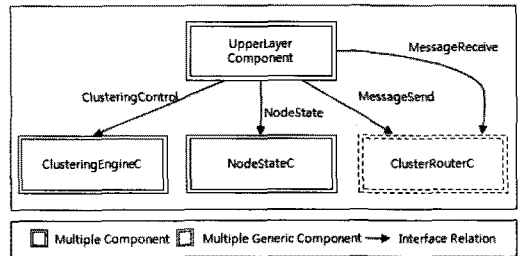 UpperLayer
Component
MessageReceive
ClusteringControl
NodeState
MessageSend
ClusteringEngineC
NodeStateC
ClusterRouterC
Multiple Component
Multiple Generic Component
Interface Relation